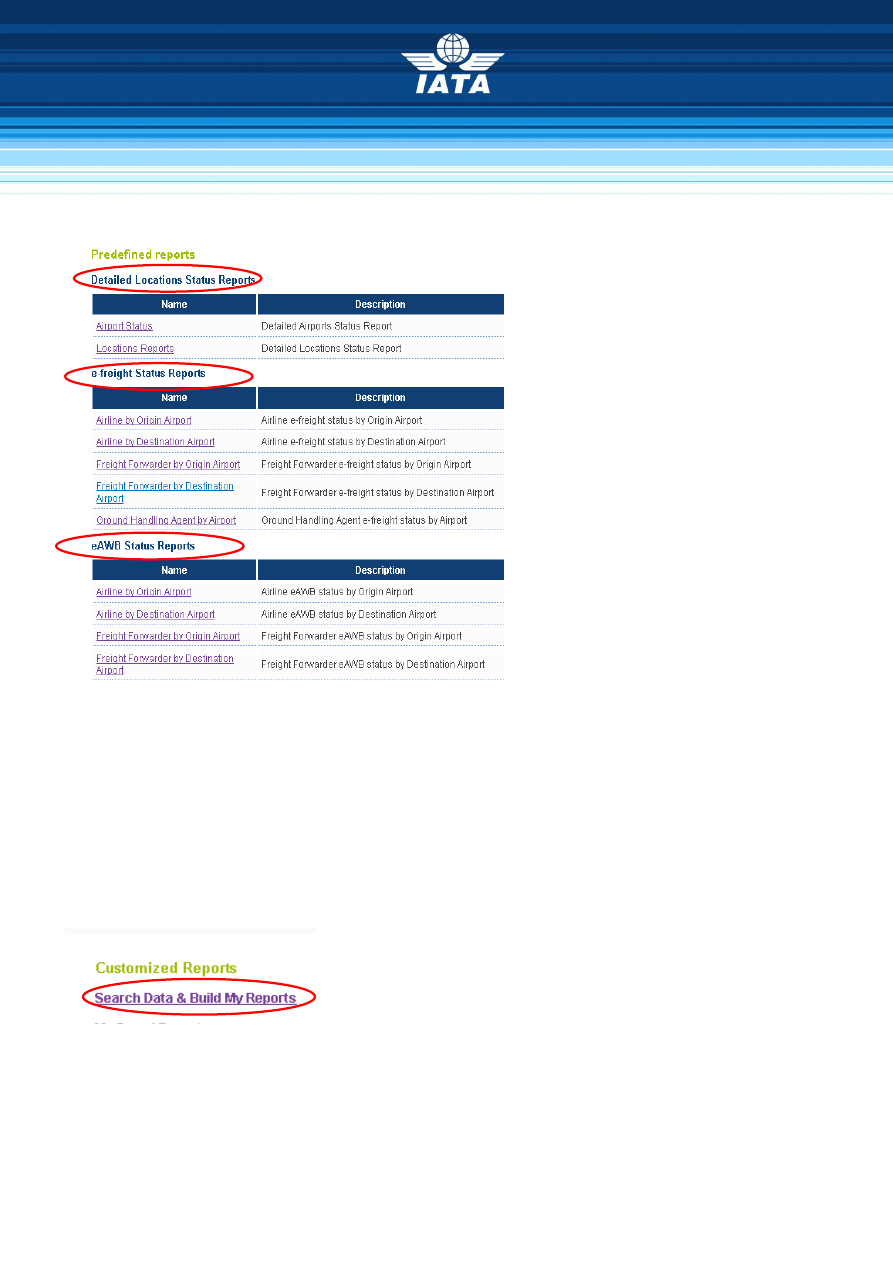 IATA
Predefined reports
Detailed Locations Status Reports
Name Description
Airport Status Detailed Airports Status Report
Locations Reports Detailed Locations Status Report
e-freight Status Reports
Name Description
Airline by Origin Airport Airline e-freight status by Origin Airport
Airline by Destination Airport Airline e-freight status by Destination Airport
Freight Forwarder by Origin Airport Freight Forwarder e-freight status by Origin Airport
Freight Forwarder by Destination
Airport Freight Forwarder e-freight status by Destination Airport
Ground Handling Agent by Airport Ground Handling Agent e-freight status by Airport
eAWB Status Reports
Name Description
Airline by Origin Airport Airline eAWB status by Origin Airport
Airline by Destination Airport Airline eAWB status by Destination Airport
Freight Forwarder by Origin Airport Freight Forwarder eAWB status by Origin Airport
Freight Forwarder by Destination
Airport Freight Forwarder eAWB status by Destination Airport
Customized Reports
Search Data & Build My Reports